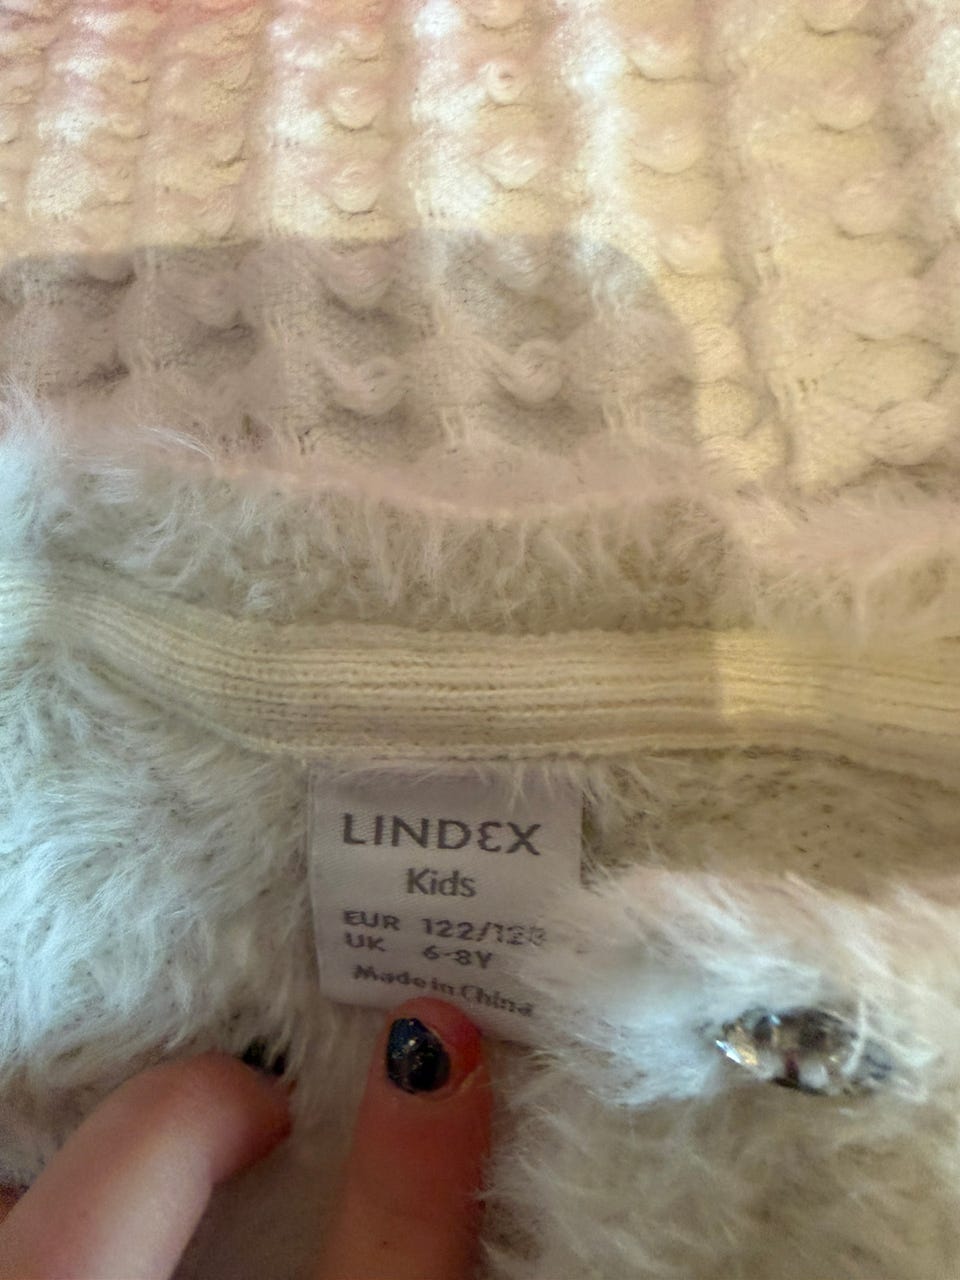 LINDEX
Kids
EUR 122/128
UK 6-8Y
Made in China